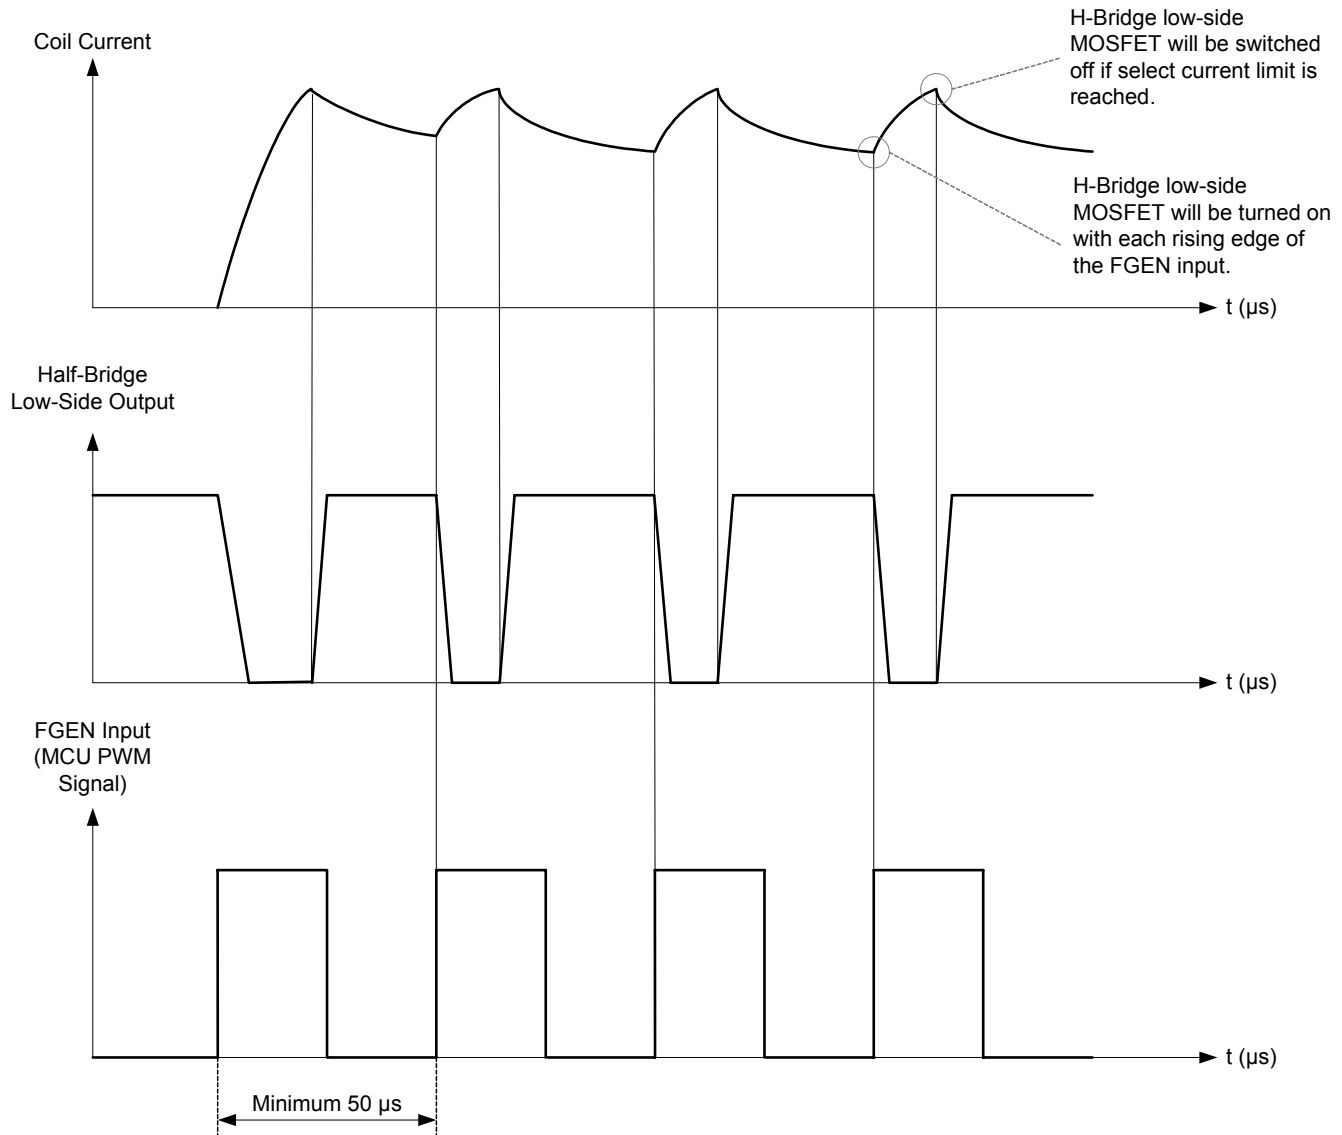 H-Bridge low-side
MOSFET will be switched
off if select current limit is
reached.
Coil Current
H-Bridge low-side
MOSFET will be turned on
with each rising edge of
the FGEN input.
t (µs)
Half-Bridge
Low-Side Output
t (µs)
FGEN Input
(MCU PWM
Signal)
t (µs)
Minimum 50 µs